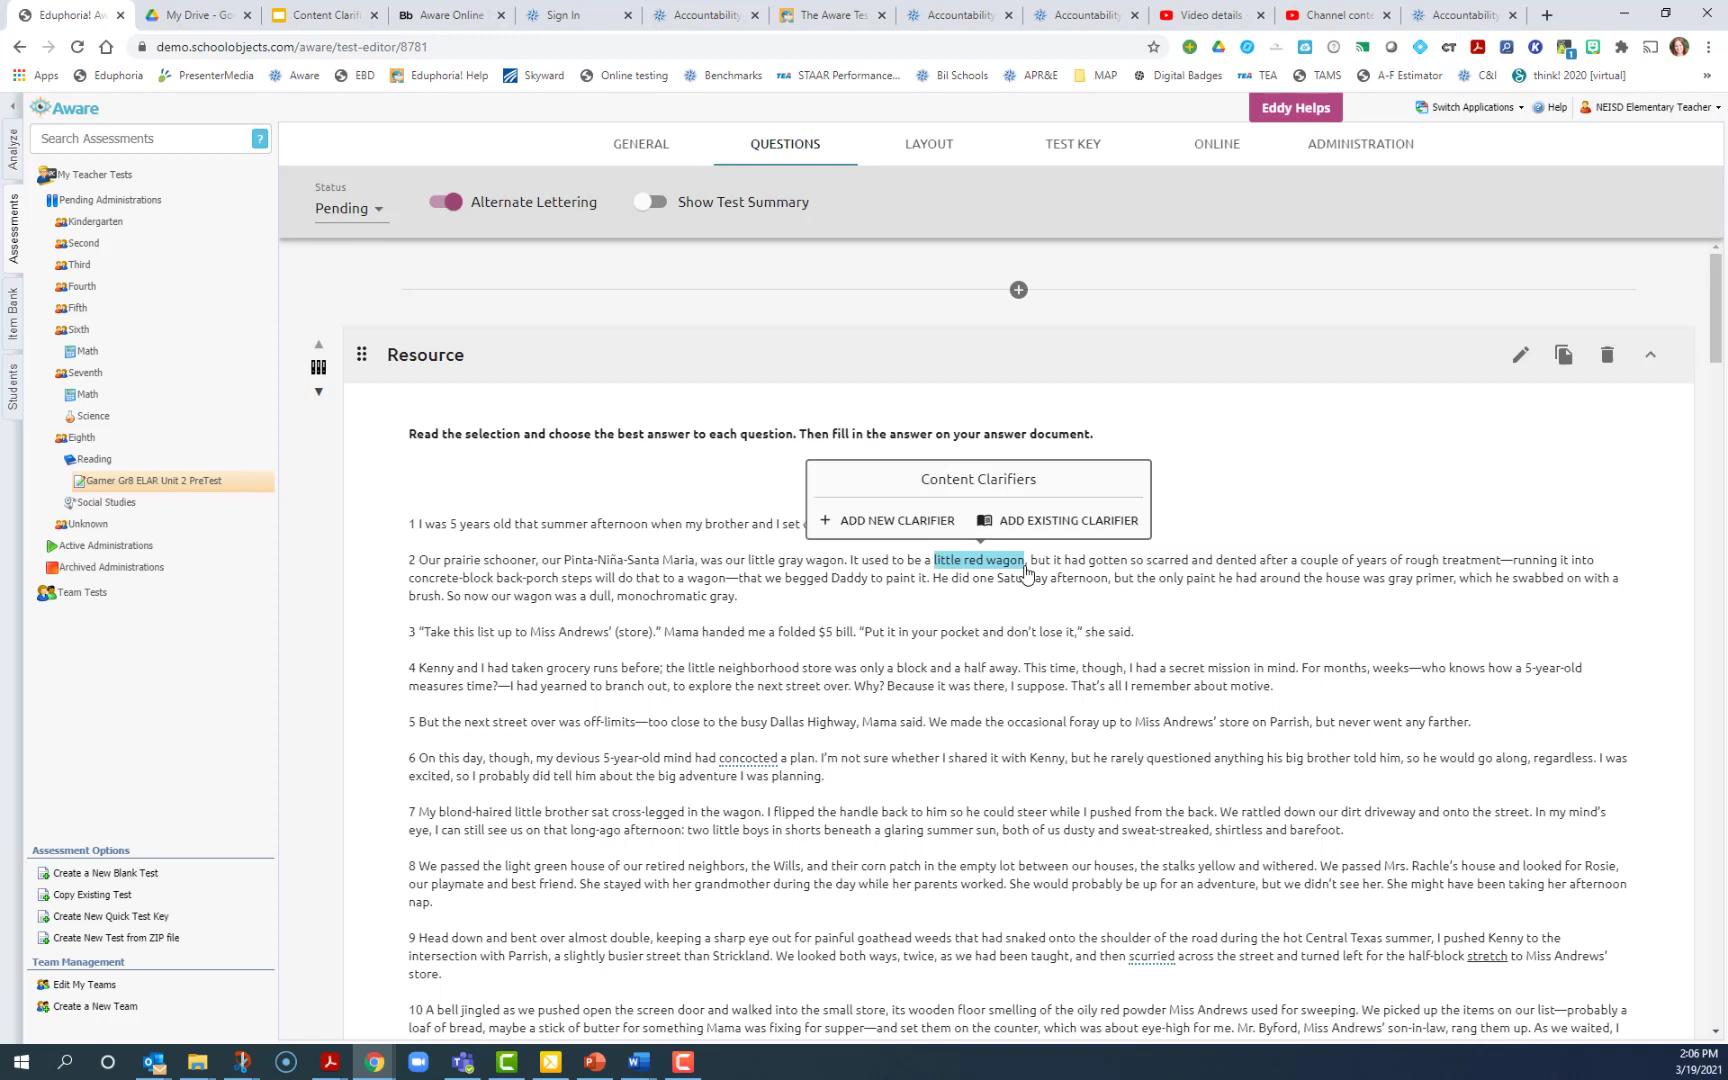 Eduphoria! Aw
My Drive - Go
Content Clarifi
Bb Aware Online
Sign In
Accountability
The Aware Tes
Accountability
Accountability
Video details
Channel conte
Accountability
demo.schoolobjects.com/aware/test-editor/8781
Apps
Euphoria
PresenterMedia
Aware
EBD
Eduphoria! Help
Skyward
Online testing
Benchmarks
TEA STAAR Performance...
Bil Schools
APR&E
MAP
Digital Badges
TEA TEA
TAMS
A-F Estimator
C&I
think! 2020 [virtual]
»
Aware
Eddy Helps
Switch Applications
Help
NEISD Elementary Teacher
Search Assessments
?
GENERAL
QUESTIONS
LAYOUT
TEST KEY
ONLINE
ADMINISTRATION
Analyze
Assessments
Item Bank
Students
My Teacher Tests
Pending Administrations
Kindergarten
Second
Third
Fourth
Fifth
Sixth
Math
Seventh
Math
Science
Eighth
Reading
Garner Gr8 ELAR Unit 2 PreTest
Social Studies
Unknown
Active Administrations
Archived Administrations
Team Tests
Assessment Options
Create a New Blank Test
Copy Existing Test
Create New Quick Test Key
Create New Test from ZIP file
Team Management
Edit My Teams
Create a New Team
Status
Pending
Alternate Lettering
Show Test Summary
Resource
Read the selection and choose the best answer to each question. Then fill in the answer on your answer document.
Content Clarifiers
+ ADD NEW CLARIFIER
ADD EXISTING CLARIFIER
1 I was 5 years old that summer afternoon when my brother and I set
2 Our prairie schooner, our Pinta-Niña-Santa Maria, was our little gray wagon. It used to be a little red wagon, but it had gotten so scarred and dented after a couple of years of rough treatment—running it into
concrete-block back-porch steps will do that to a wagon—that we begged Daddy to paint it. He did one Saturday afternoon, but the only paint he had around the house was gray primer, which he swabbed on with a
brush. So now our wagon was a dull, monochromatic gray.
3 “Take this list up to Miss Andrews’ (store).” Mama handed me a folded $5 bill. “Put it in your pocket and don’t lose it,” she said.
4 Kenny and I had taken grocery runs before; the little neighborhood store was only a block and a half away. This time, though, I had a secret mission in mind. For months, weeks—who knows how a 5-year-old
measures time?—I had yearned to branch out, to explore the next street over. Why? Because it was there, I suppose. That’s all I remember about motive.
5 But the next street over was off-limits—too close to the busy Dallas Highway, Mama said. We made the occasional foray up to Miss Andrews’ store on Parrish, but never went any farther.
6 On this day, though, my devious 5-year-old mind had concocted a plan. I’m not sure whether I shared it with Kenny, but he rarely questioned anything his big brother told him, so he would go along, regardless. I was
excited, so I probably did tell him about the big adventure I was planning.
7 My blond-haired little brother sat cross-legged in the wagon. I flipped the handle back to him so he could steer while I pushed from the back. We rattled down our dirt driveway and onto the street. In my mind’s
eye, I can still see us on that long-ago afternoon: two little boys in shorts beneath a glaring summer sun, both of us dusty and sweat-streaked, shirtless and barefoot.
8 We passed the light green house of our retired neighbors, the Wills, and their corn patch in the empty lot between our houses, the stalks yellow and withered. We passed Mrs. Rachle’s house and looked for Rosie,
our playmate and best friend. She stayed with her grandmother during the day while her parents worked. She would probably be up for an adventure, but we didn’t see her. She might have been taking her afternoon
nap.
9 Head down and bent over almost double, keeping a sharp eye out for painful goathead weeds that had snaked onto the shoulder of the road during the hot Central Texas summer, I pushed Kenny to the
intersection with Parrish, a slightly busier street than Strickland. We looked both ways, twice, as we had been taught, and then scurried across the street and turned left for the half-block stretch to Miss Andrews’
store.
10 A bell jingled as we pushed open the screen door and walked into the small store, its wooden floor smelling of the oily red powder Miss Andrews used for sweeping. We picked up the items on our list—probably a
loaf of bread, maybe a stick of butter for something Mama was fixing for supper—and set them on the counter, which was about eye-high for me. Mr. Byford, Miss Andrews’ son-in-law, rang them up. As we waited, I
2:06 PM
3/19/2021